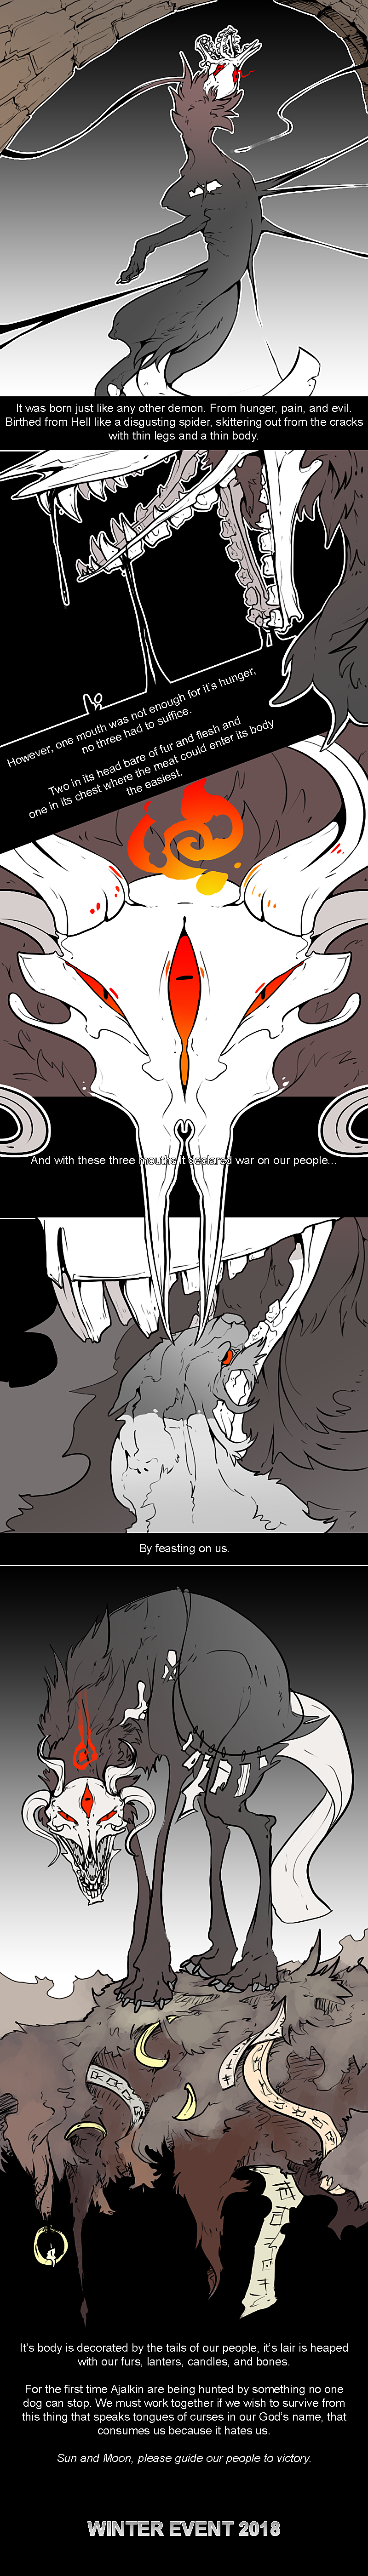 It was born just like any other demon. From hunger, pain, and evil.
Birthed from Hell like a disgusting spider, skittering out from the cracks
with thin legs and a thin body.
However, one mouth was not enough for it's hunger,
no three had to suffice.
Two in its head bare of fur and flesh and
one in its chest where the meat could enter its body
the easiest.
And with these three mouths it declared war on our people...
By feasting on us.
It's body is decorated by the tails of our people, it's lair is heaped
with our furs, lanters, candles, and bones.
For the first time Ajalkin are being hunted by something no one
dog can stop. We must work together if we wish to survive from
this thing that speaks tongues of curses in our God's name, that
consumes us because it hates us.
Sun and Moon, please guide our people to victory.
WINTER EVENT 2018